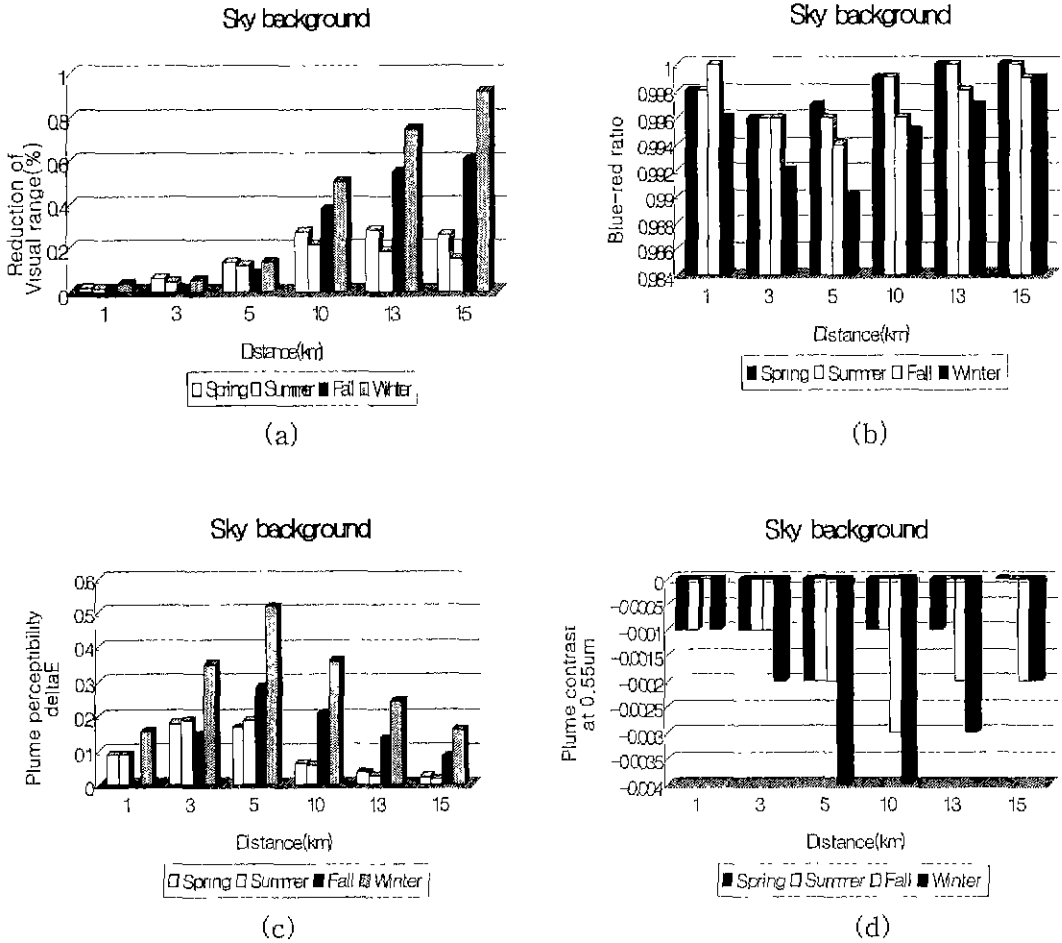 Sky background
1
0.8
0.6
0.4
0.2
0
Reduction of
Visual range(%)
1 3 5 10 13 15
Distance(km)
Spring Summer Fall Winter
(a)
Sky background
1
0.998
0.996
0.994
0.992
0.99
0.988
0.986
0.984
Blue-red ratio
1 3 5 10 13 15
Distance(km)
Spring Summer Fall Winter
(b)
Sky background
0.6
0.5
0.4
0.3
0.2
0.1
0
Plume perceptibility
deltaE
1 3 5 10 13 15
Distance(km)
Spring Summer Fall Winter
(c)
Sky background
0
-0.0005
-0.001
-0.0015
-0.002
-0.0025
-0.003
-0.0035
-0.004
Plume contrast
at 0.55um
1 3 5 10 13 15
Distance(km)
Spring Summer Fall Winter
(d)